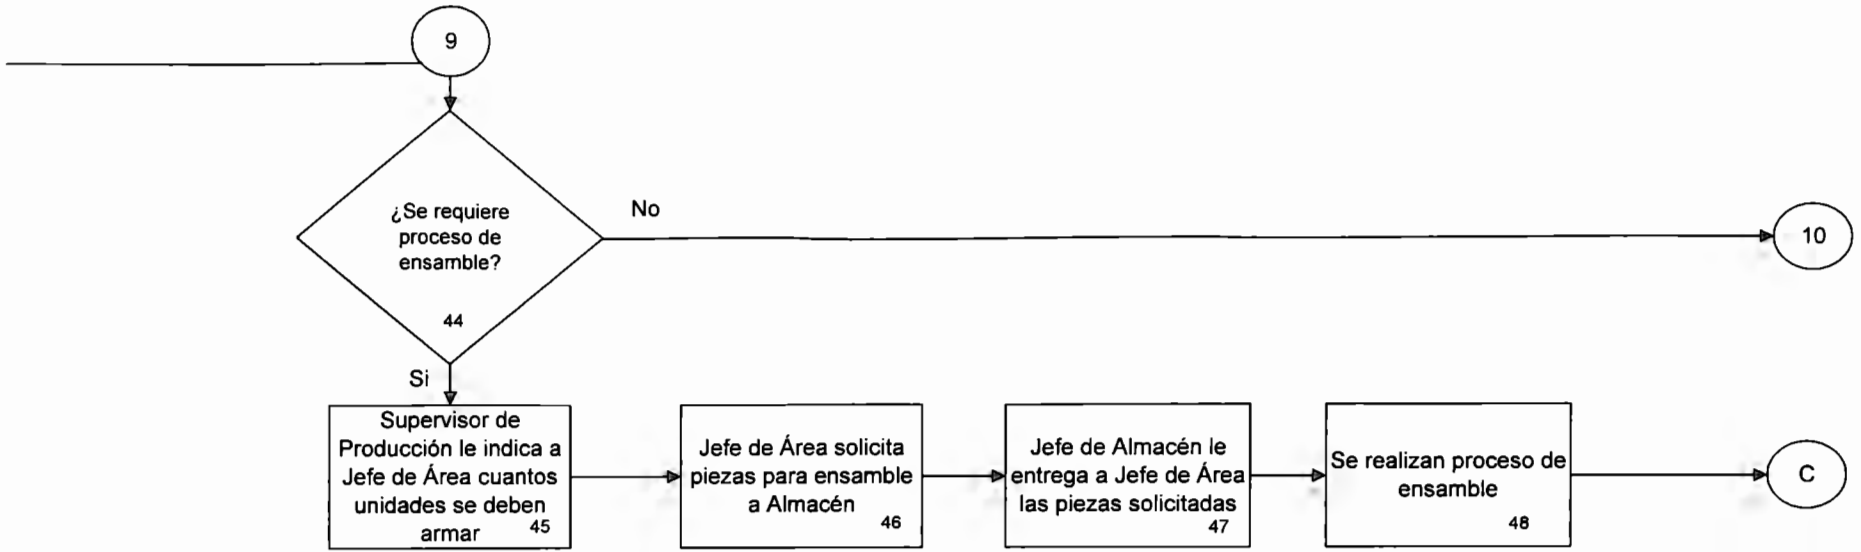 9
¿Se requiere
proceso de
ensamble?
44
No
10
Si
Supervisor de
Producción le indica a
Jefe de Área cuantos
unidades se deben
armar
45
Jefe de Área solicita
piezas para ensamble
a Almacén
46
Jefe de Almacén le
entrega a Jefe de Área
las piezas solicitadas
47
Se realizan proceso de
ensamble
48
C